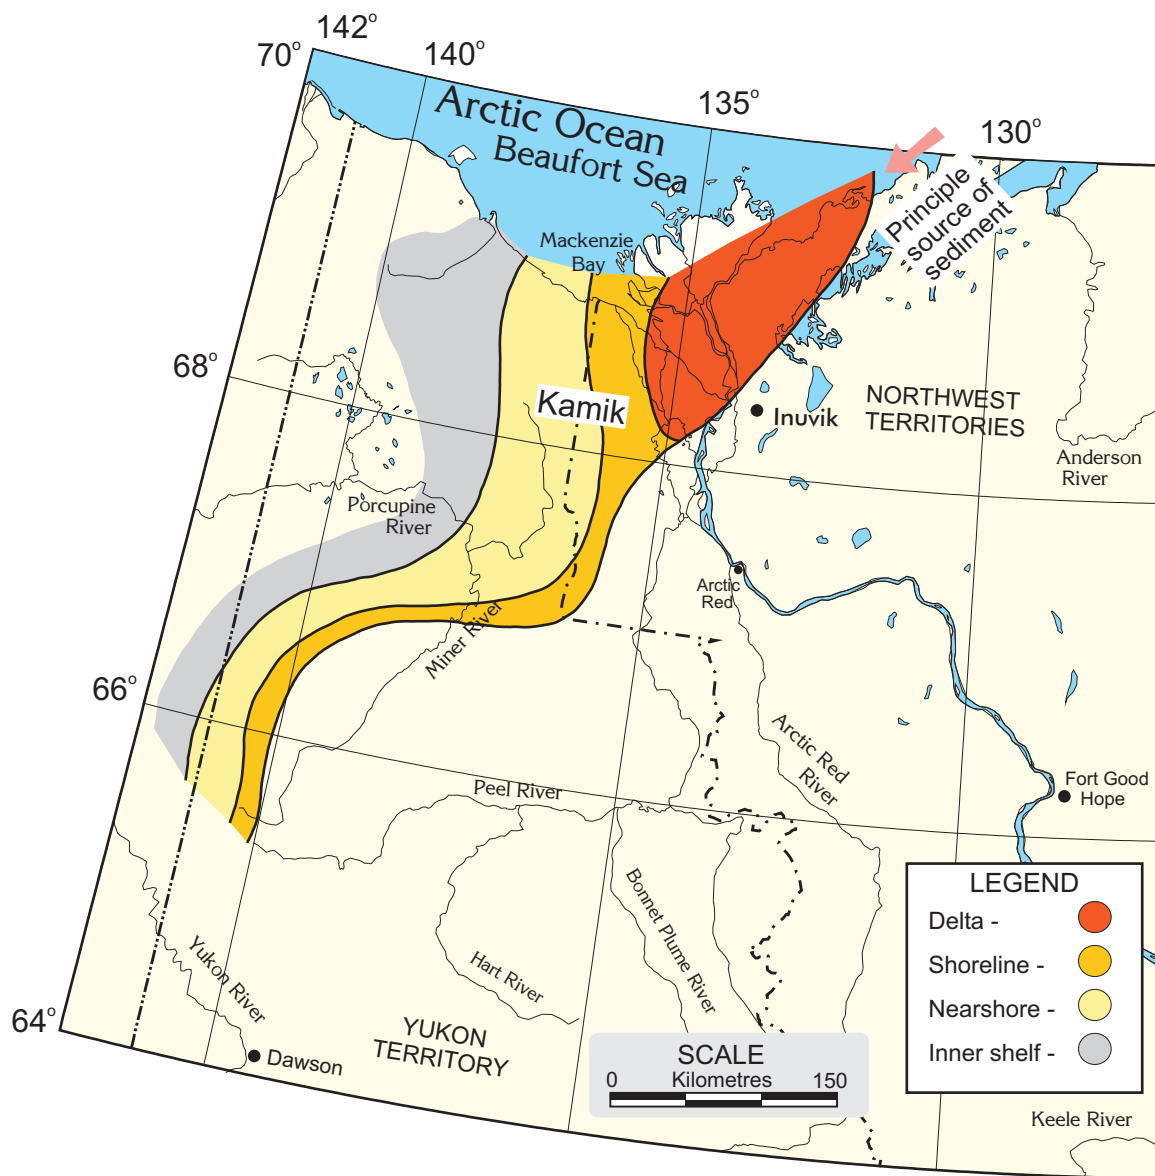 142°
70°
140°
135°
130°
Arctic Ocean
Beaufort Sea
Principle
source of
sediment
Mackenzie
Bay
68°
Kamik
Inuvik
NORTHWEST
TERRITORIES
Anderson
River
Porcupine
River
Arctic
Red
Miner River
66°
Arctic Red
River
Peel River
Fort Good
Hope
Bonnet Plume River
Hart River
Yukon River
64°
YUKON
TERRITORY
Dawson
SCALE
0 Kilometres 150
LEGEND
Delta -
Shoreline -
Nearshore -
Inner shelf -
Keele River